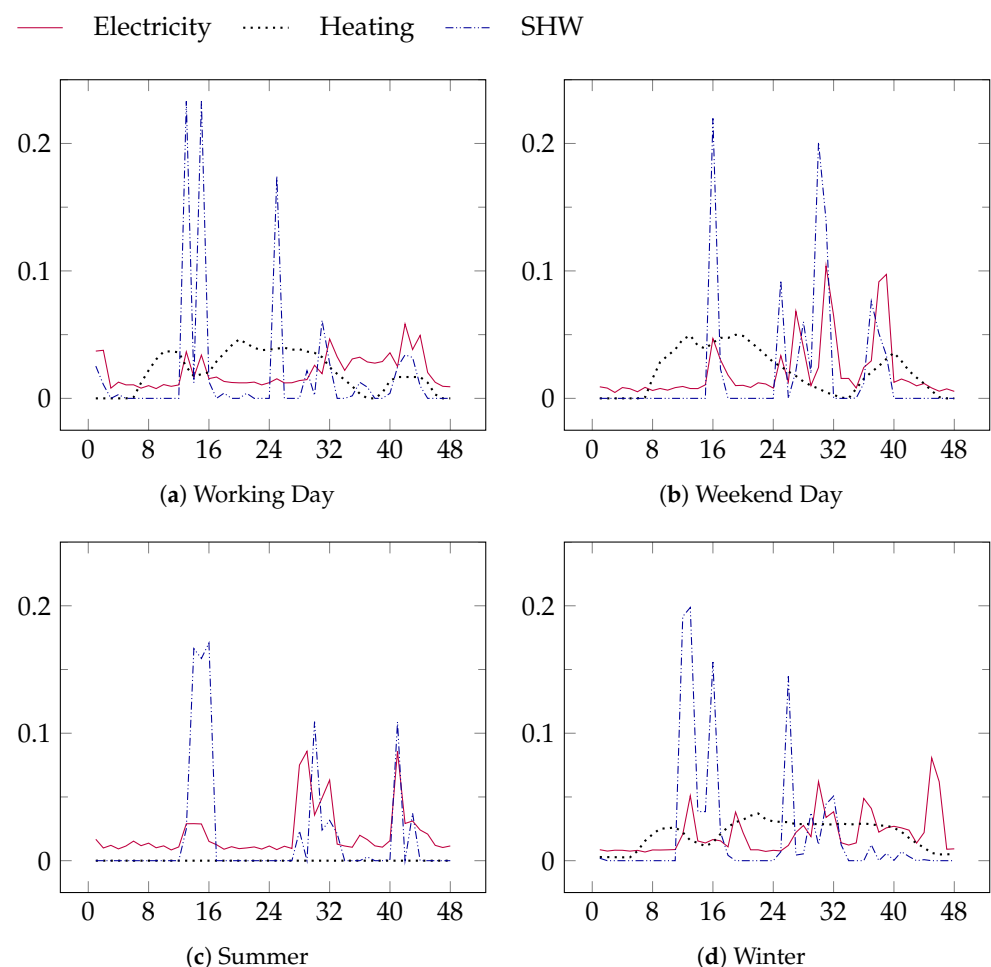 Electricity Heating SHW
0.2
0.1
0
0 8 16 24 32 40 48
(a) Working Day
0.2
0.1
0
0 8 16 24 32 40 48
(b) Weekend Day
0.2
0.1
0
0 8 16 24 32 40 48
(c) Summer
0.2
0.1
0
0 8 16 24 32 40 48
(d) Winter